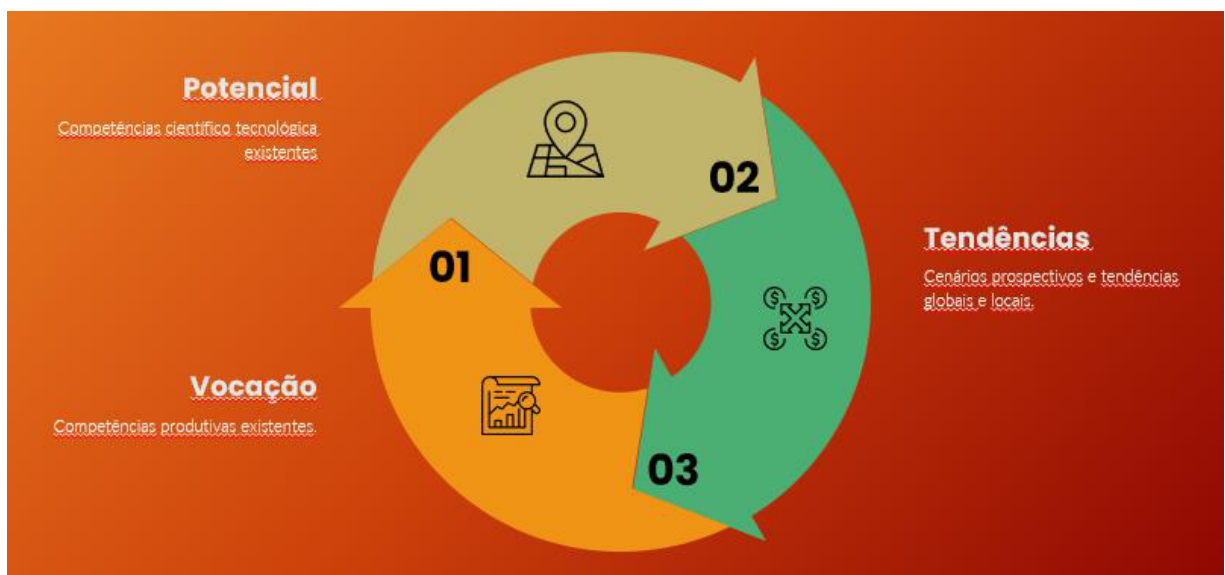 Potencial
Competências científico tecnológica
existentes
02
01
Tendências
Cenários prospectivos e tendências
globais e locais.
Vocação
Competências produtivas existentes.
03